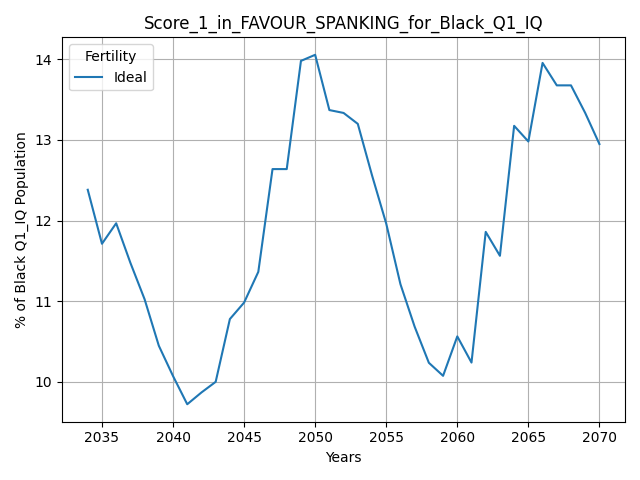 Score_1_in_FAVOUR_SPANKING_for_Black_Q1_IQ
Fertility
Ideal
% of Black Q1_IQ Population
14
13
12
11
10
2035 2040 2045 2050 2055 2060 2065 2070
Years